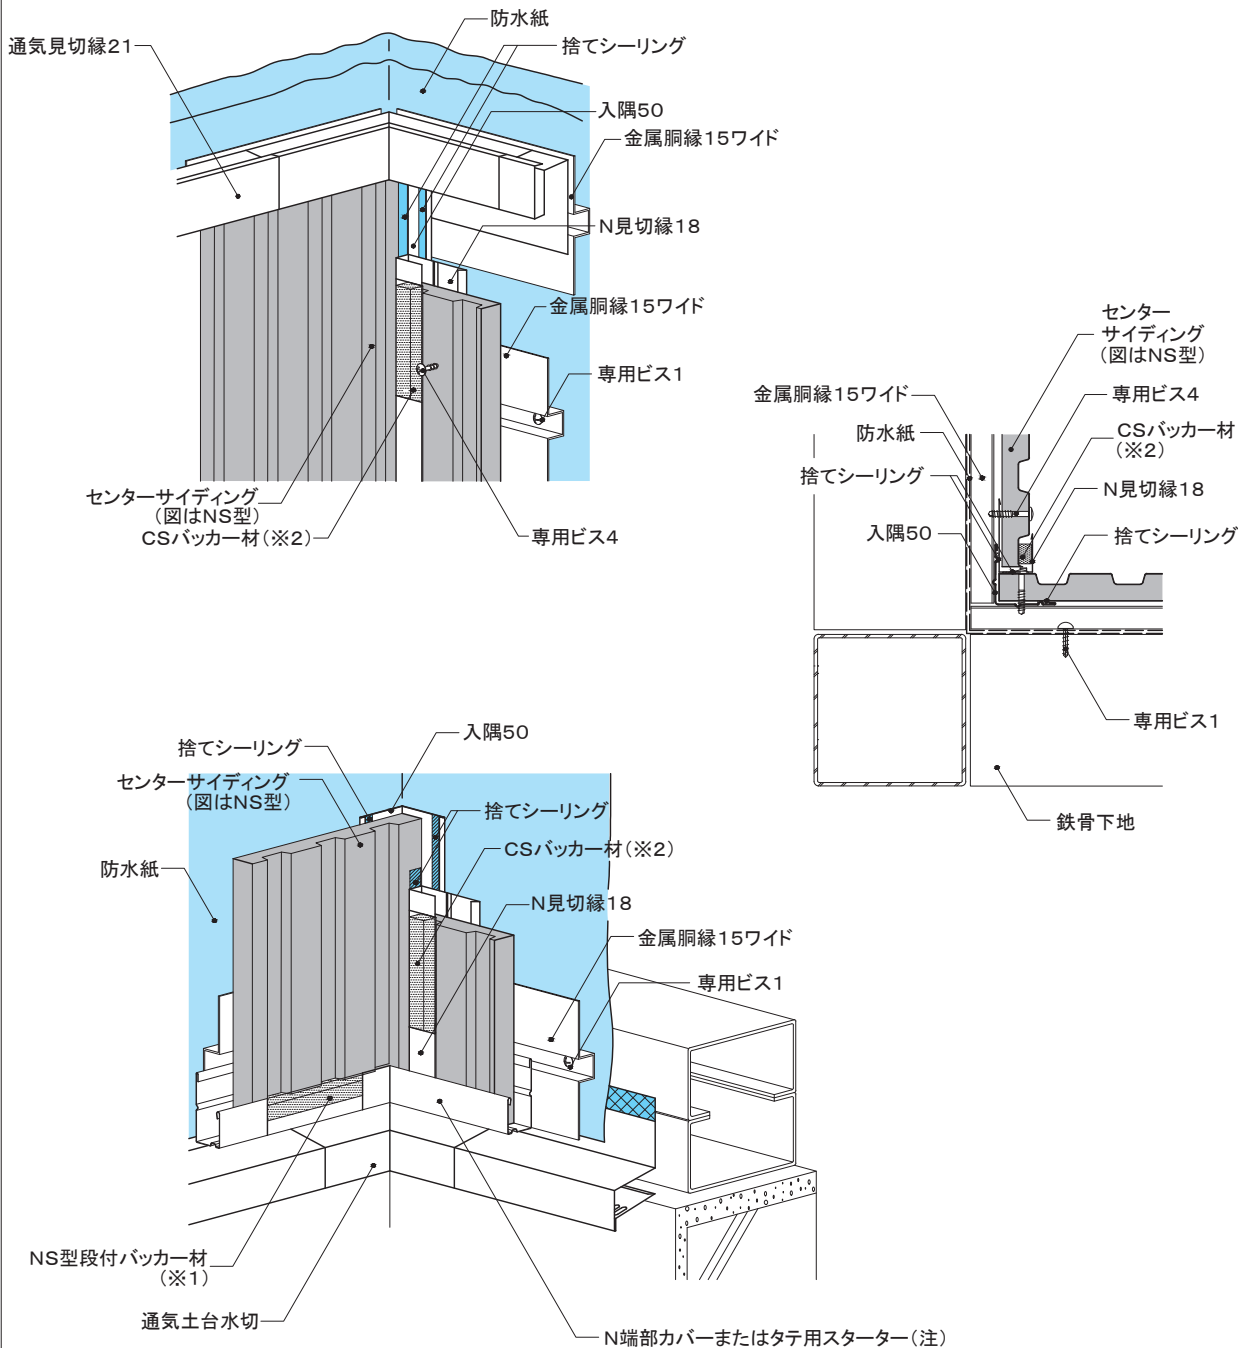 防水紙
通気見切縁21
捨てシーリング
入隅50
金属胴縁15ワイド
N見切縁18
金属胴縁15ワイド
専用ビス1
センターサイディング
(図はNS型)
CSバッカー材(※2)
専用ビス4
センター
サイディング
(図はNS型)
金属胴縁15ワイド
専用ビス4
防水紙
CSバッカー材
(※2)
捨てシーリング
N見切縁18
入隅50
捨てシーリング
専用ビス1
鉄骨下地
入隅50
捨てシーリング
センターサイディング
(図はNS型)
捨てシーリング
CSバッカー材(※2)
防水紙
N見切縁18
金属胴縁15ワイド
専用ビス1
NS型段付バッカー材
(※1)
通気土台水切
N端部カバーまたはタテ用スターター(注)